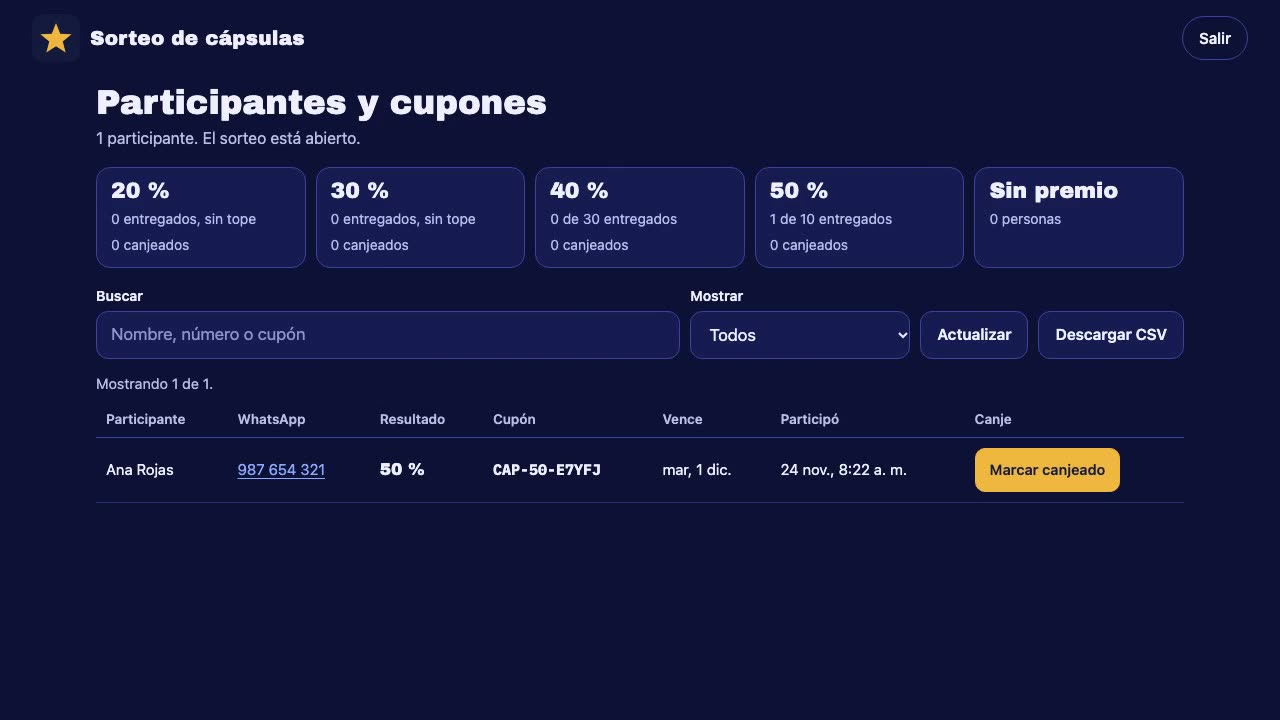 Sorteo de cápsulas
Salir
Participantes y cupones
1 participante. El sorteo está abierto.
20 %
0 entregados, sin tope
0 canjeados
30 %
0 entregados, sin tope
0 canjeados
40 %
0 de 30 entregados
0 canjeados
50 %
1 de 10 entregados
0 canjeados
Sin premio
0 personas
Buscar
Nombre, número o cupón
Mostrar
Todos
Actualizar
Descargar CSV
Mostrando 1 de 1.
Participante WhatsApp Resultado Cupón Vence Participó Canje
Ana Rojas 987 654 321 50 % CAP-50-E7YFJ mar, 1 dic. 24 nov., 8:22 a. m. Marcar canjeado